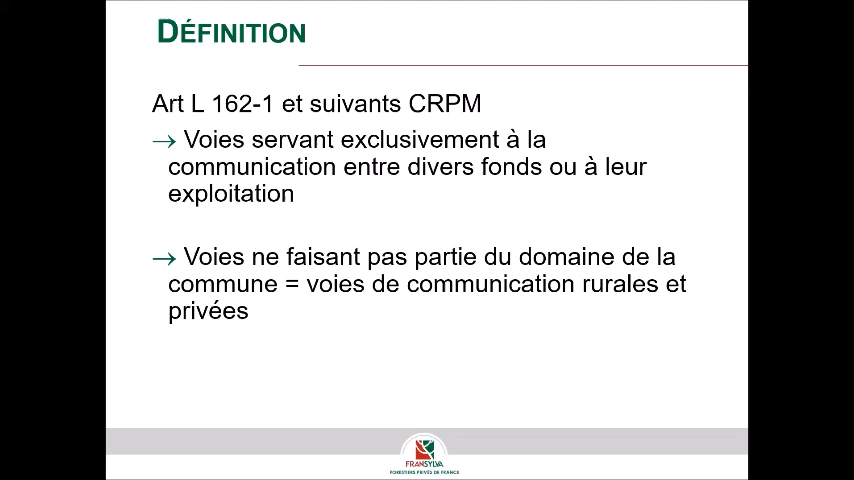 DÉFINITION
Art L 162-1 et suivants CRPM
→ Voies servant exclusivement à la
communication entre divers fonds ou à leur
exploitation
→ Voies ne faisant pas partie du domaine de la
commune = voies de communication rurales et
privées
FRANSYLVA
FORESTIERS PRIVÉS DE FRANCE